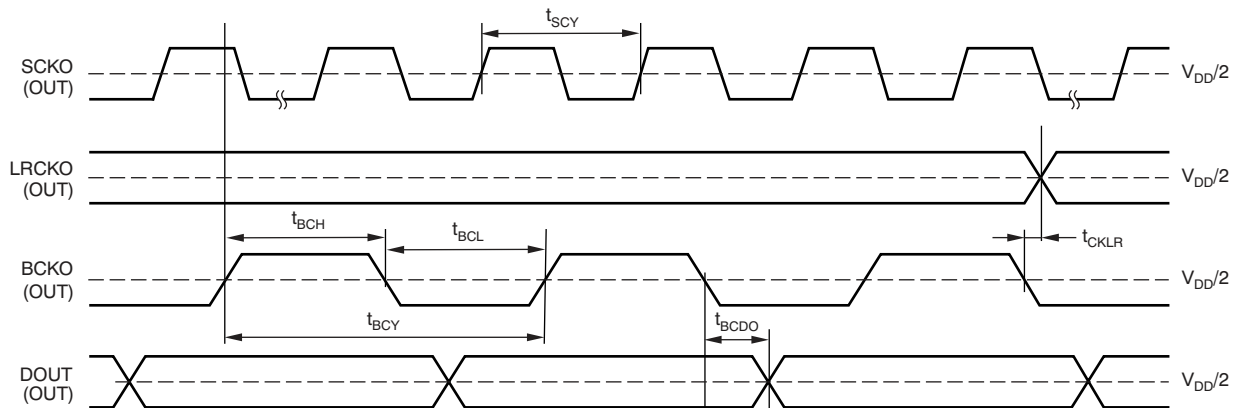 t_SCY
SCKO
(OUT)
V_DD/2
LRCKO
(OUT)
V_DD/2
t_BCH
t_BCL
t_CKLR
BCKO
(OUT)
V_DD/2
t_BCY
t_BCDO
DOUT
(OUT)
V_DD/2